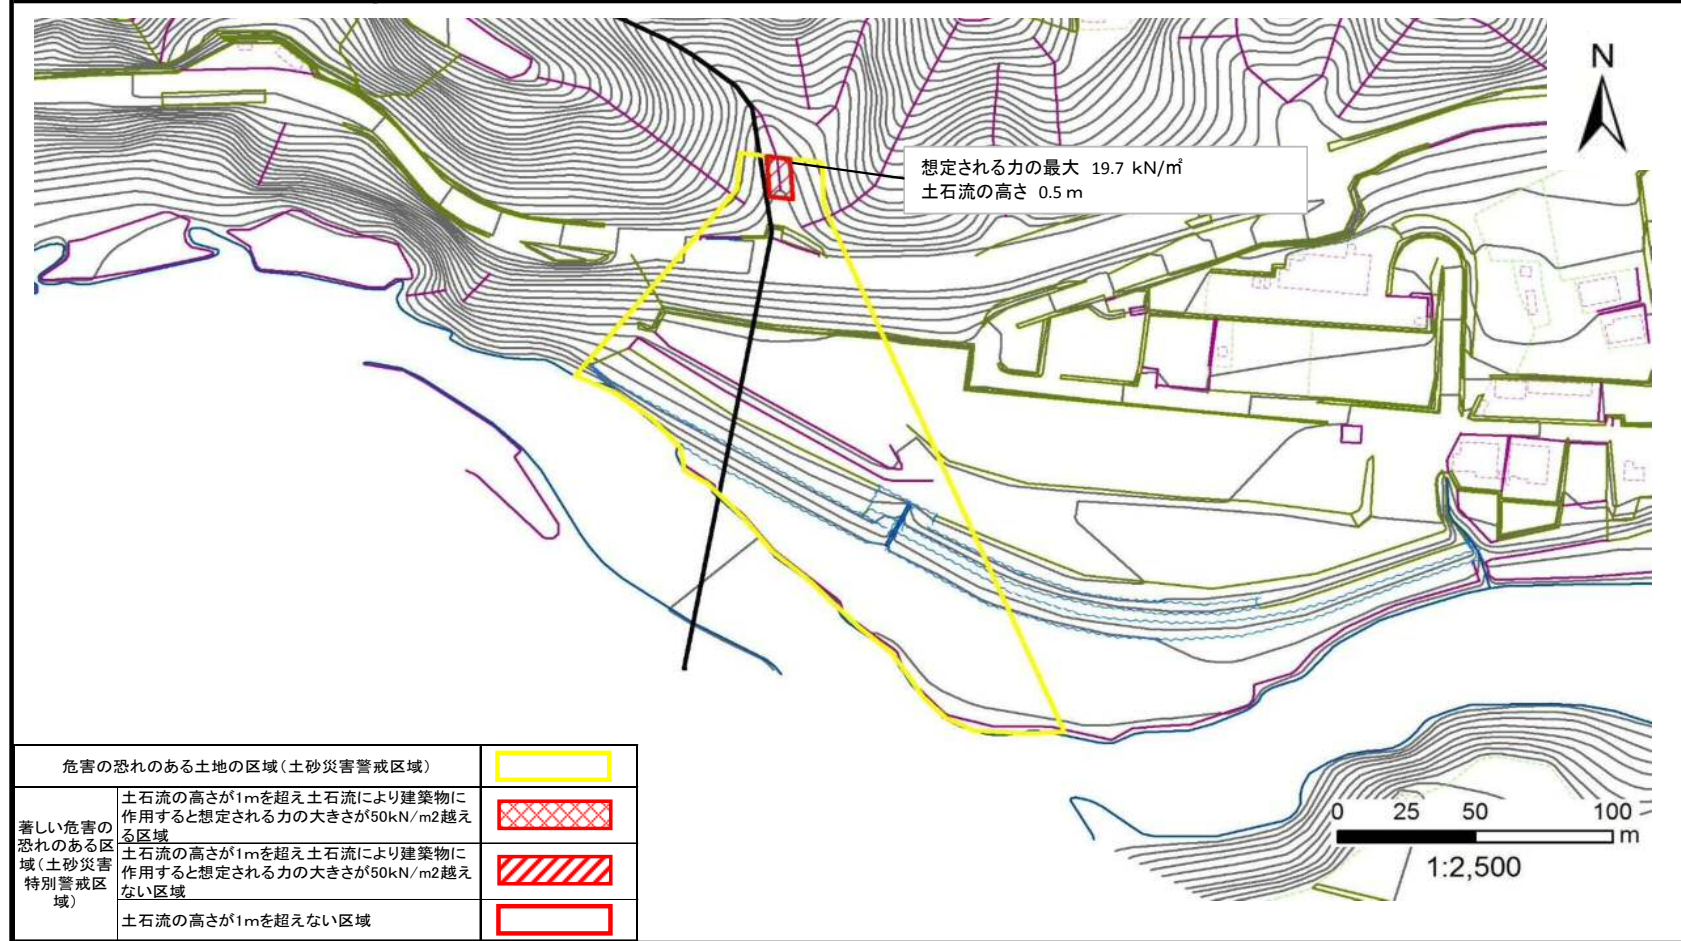 N
想定される力の最大 19.7 kN/㎡
土石流の高さ 0.5 m
危害の恐れのある土地の区域(土砂災害警戒区域)
著しい危害の
恐れのある区
域(土砂災害
特別警戒区
域)
土石流の高さが1mを超え土石流により建築物に
作用すると想定される力の大きさが50kN/m2越え
る区域
土石流の高さが1mを超え土石流により建築物に
作用すると想定される力の大きさが50kN/m2越え
ない区域
土石流の高さが1mを超えない区域
0 25 50 100
m
1:2,500